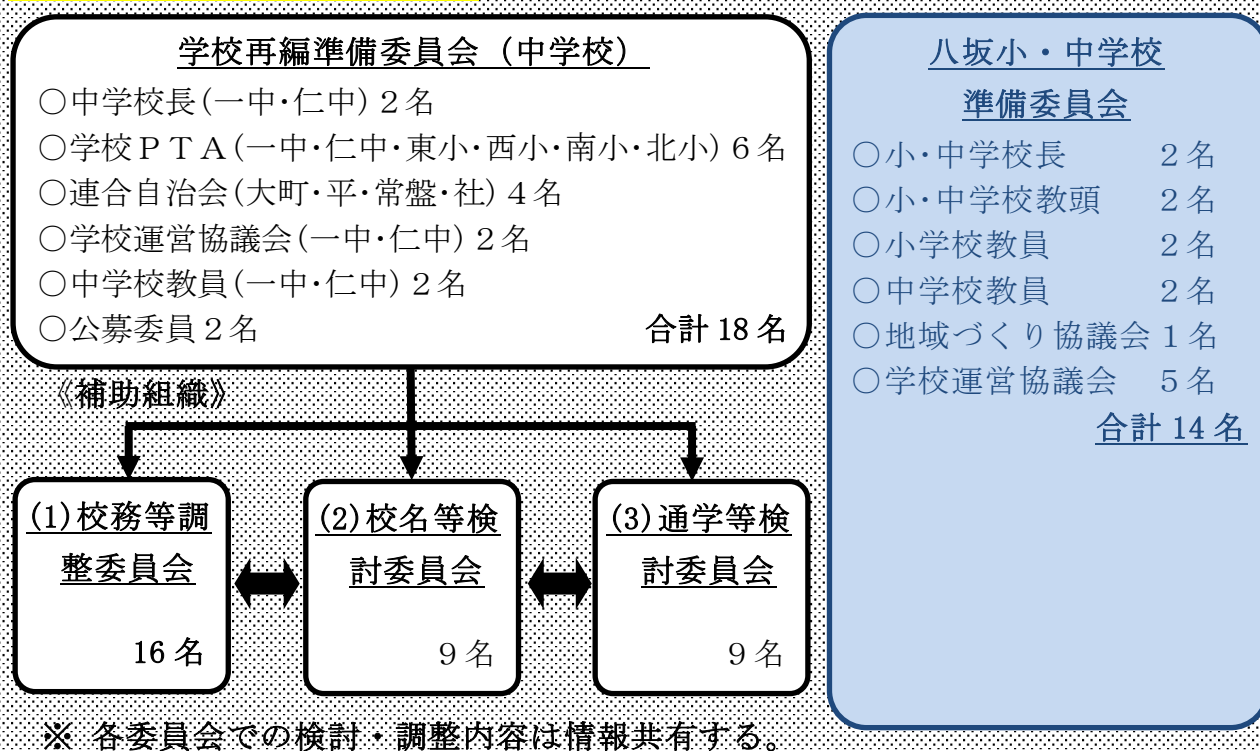 学校再編準備委員会（中学校）
○中学校長(一中･仁中)２名
○学校ＰＴＡ(一中･仁中･東小･西小･南小･北小)６名
○連合自治会(大町･平･常盤･社)４名
○学校運営協議会(一中･仁中)２名
○中学校教員(一中･仁中)２名
○公募委員２名　合計 18 名
《補助組織》
(1)校務等調
整委員会
16 名
(2)校名等検
討委員会
９名
(3)通学等検
討委員会
９名
※ 各委員会での検討・調整内容は情報共有する。
八坂小・中学校
準備委員会
○小･中学校長　２名
○小･中学校教頭　２名
○小学校教員　２名
○中学校教員　２名
○地域づくり協議会 １名
○学校運営協議会　５名
合計 14 名